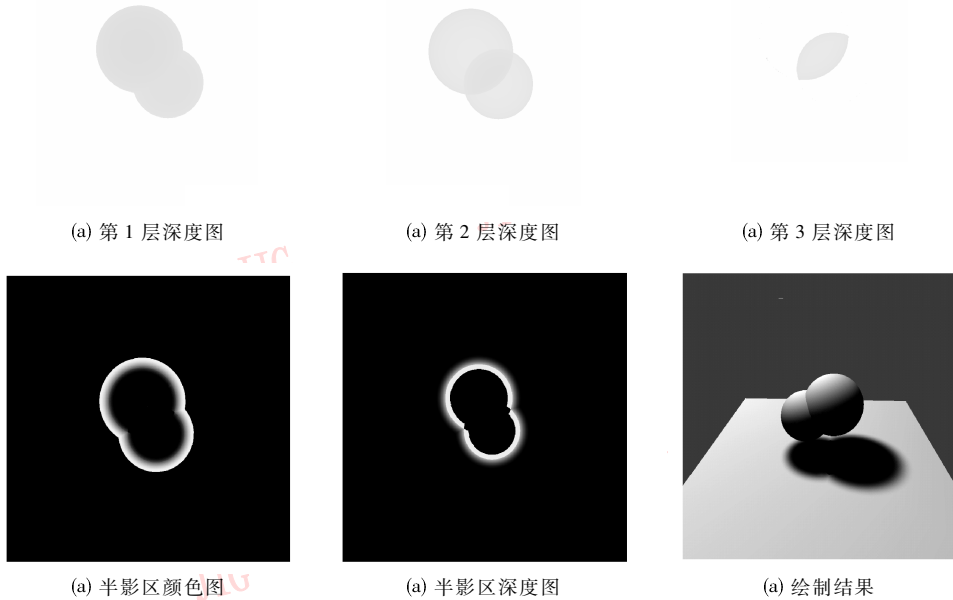 (a) 第 1 层深度图
(a) 第 2 层深度图
(a) 第 3 层深度图
(a) 半影区颜色图
(a) 半影区深度图
(a) 绘制结果